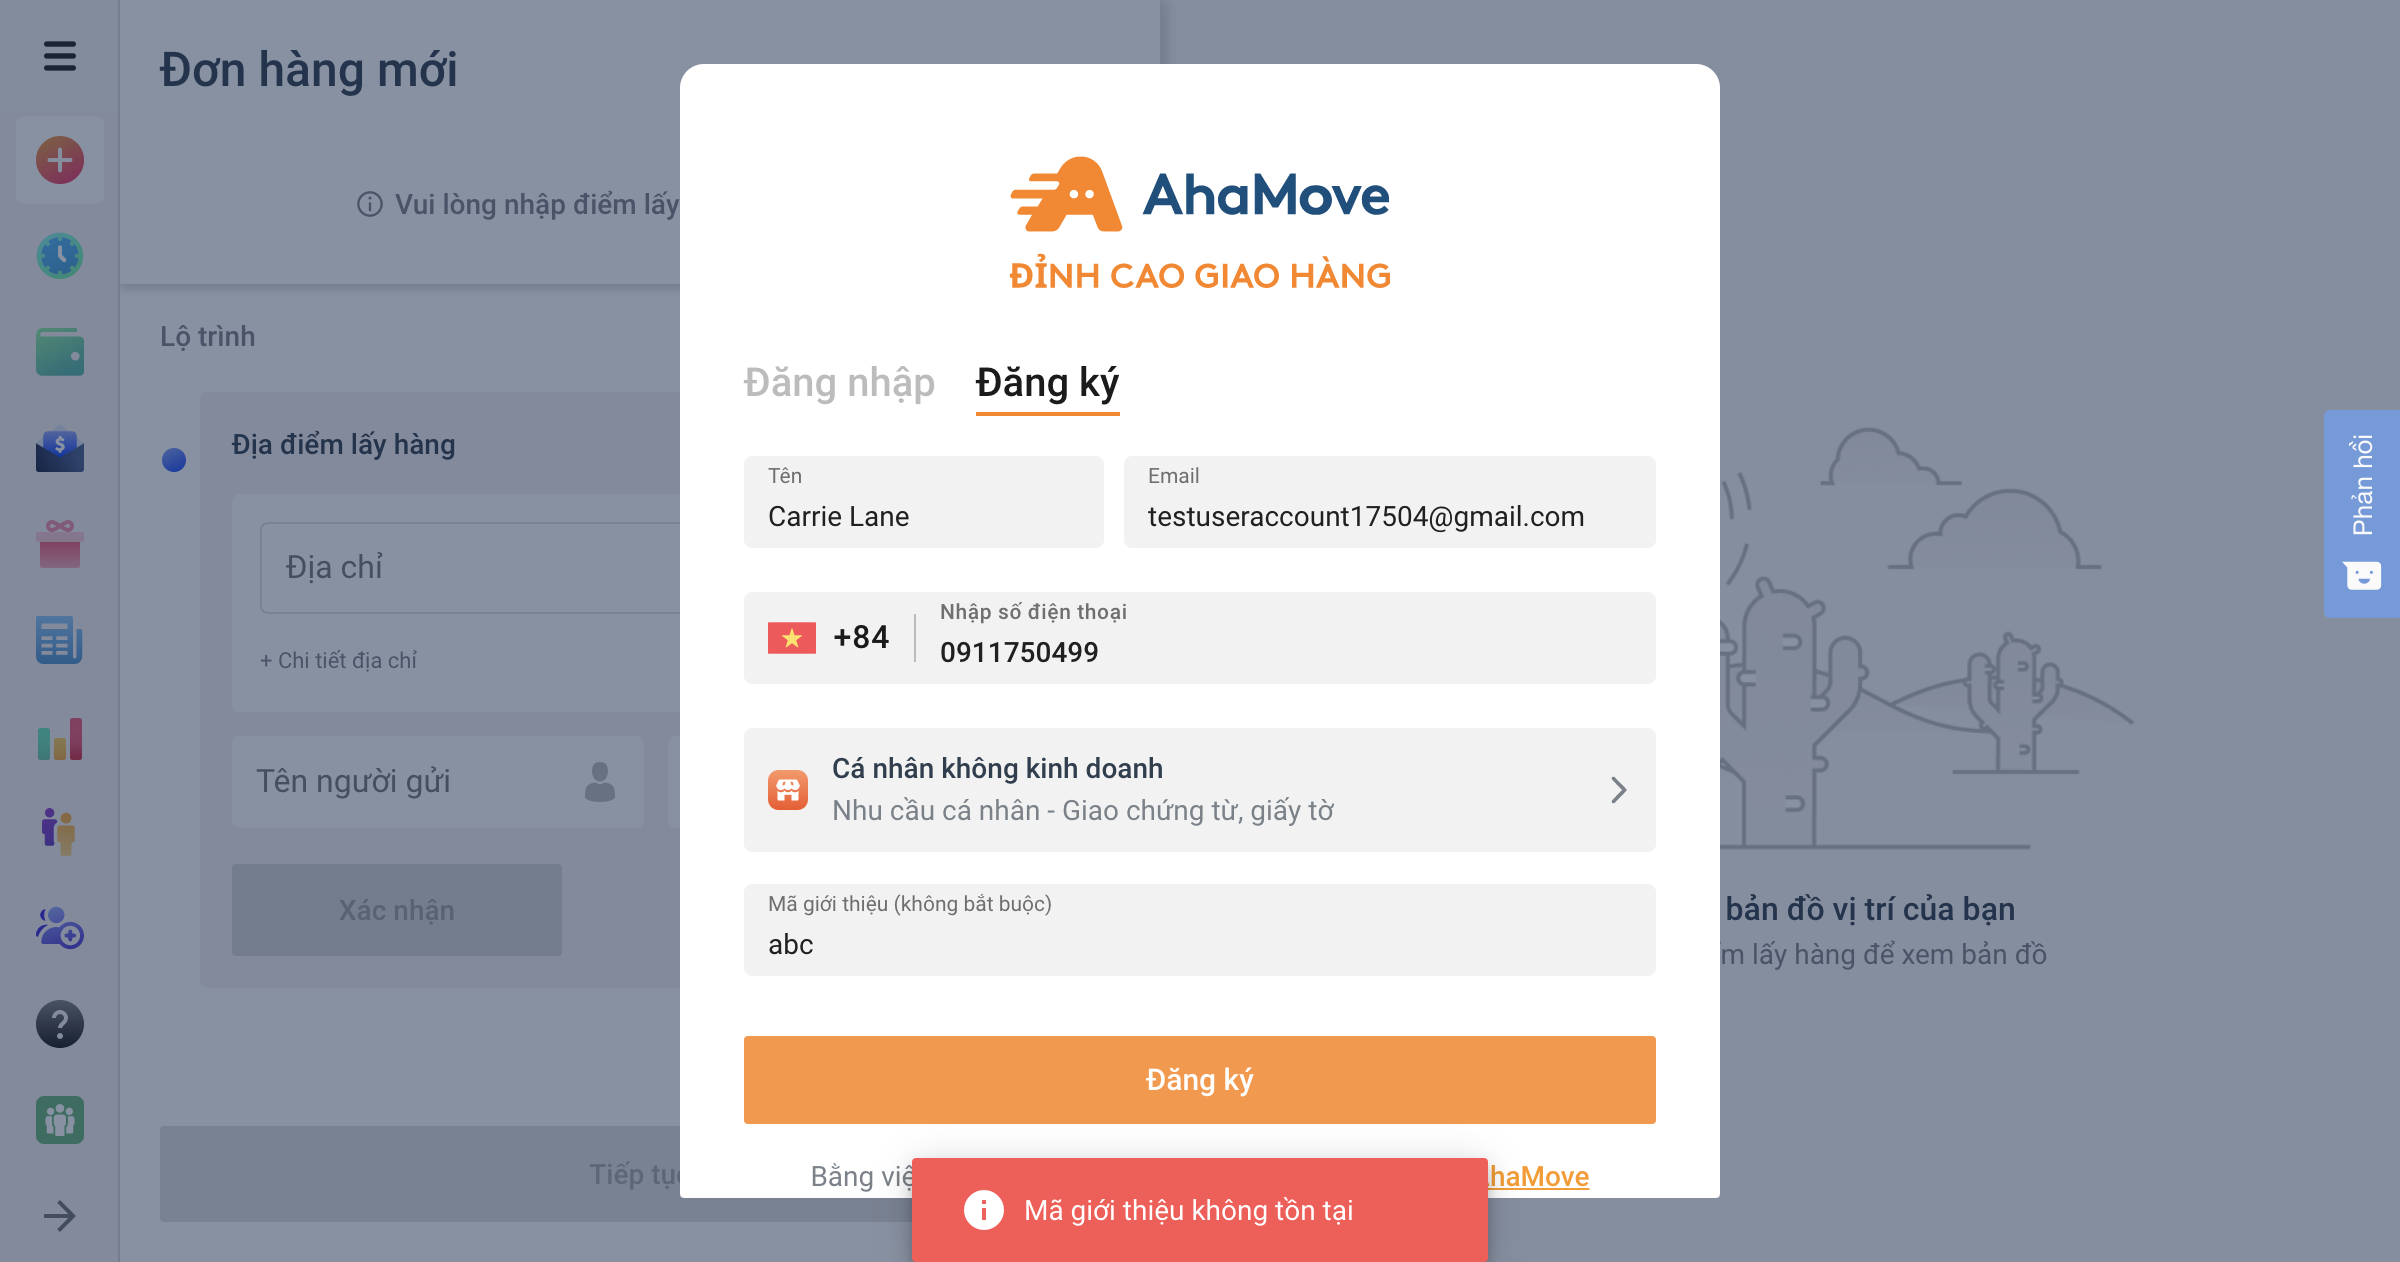 Đơn hàng mới
Vui lòng nhập điểm lấy
Lộ trình
Địa điểm lấy hàng
Địa chỉ
+ Chi tiết địa chỉ
Tên người gửi
Xác nhận
Tiếp tục
AhaMove
ĐỈNH CAO GIAO HÀNG
Đăng nhập
Đăng ký
Tên
Carrie Lane
Email
testuseraccount17504@gmail.com
+84
Nhập số điện thoại
0911750499
Cá nhân không kinh doanh
Nhu cầu cá nhân - Giao chứng từ, giấy tờ
Mã giới thiệu (không bắt buộc)
abc
Đăng ký
Bằng việ
haMove
Mã giới thiệu không tồn tại
bản đồ vị trí của bạn
m lấy hàng để xem bản đồ
Phản hồi